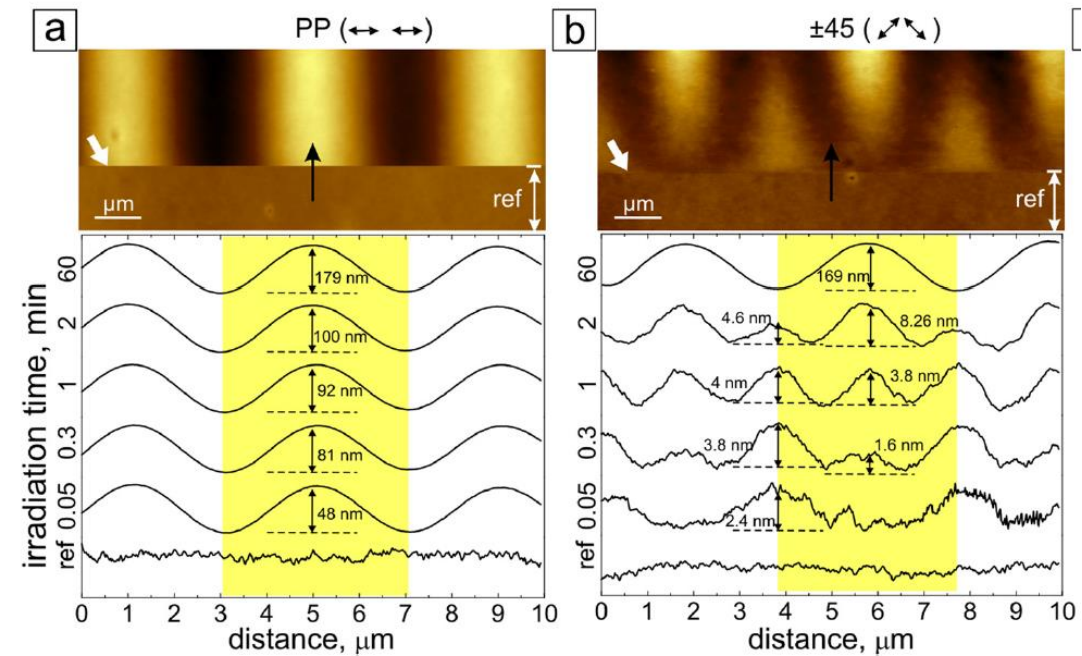 a
PP (↔ ↔)
ref
μm
irradiation time, min
60
2
1
0.3
0.05
ref
179 nm
100 nm
92 nm
81 nm
48 nm
0 1 2 3 4 5 6 7 8 9 10
distance, μm
b
±45 (⤢ ⤡)
ref
μm
60
2
1
0.3
0.05
ref
169 nm
4.6 nm
8.26 nm
4 nm
3.8 nm
3.8 nm
1.6 nm
2.4 nm
0 1 2 3 4 5 6 7 8 9 10
distance, μm